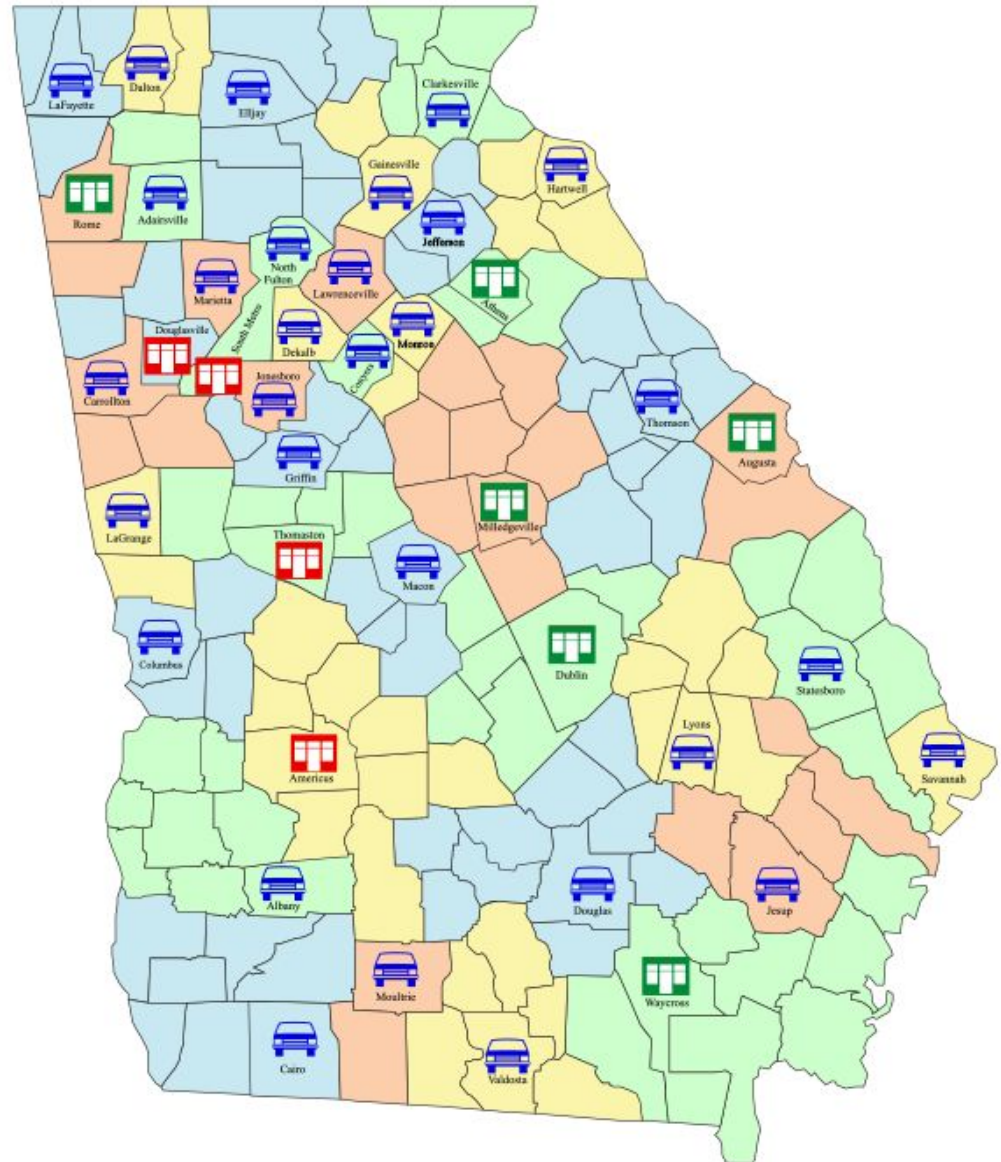 Clarkesville
Dalton
LaFayette
Elljay
Gainesville
Hartwell
Rome
Adairsville
Jefferson
North
Fulton
Lawrenceville
Marietta
Athens
South Metro
Douglasville
Dekalb
Monroe
Conyers
Jonesboro
Carrollton
Thomson
Augusta
Griffin
LaGrange
Milledgeville
Thomaston
Macon
Columbus
Dublin
Statesboro
Lyons
Savannah
Americus
Albany
Douglas
Jesup
Moultrie
Waycross
Cairo
Valdosta